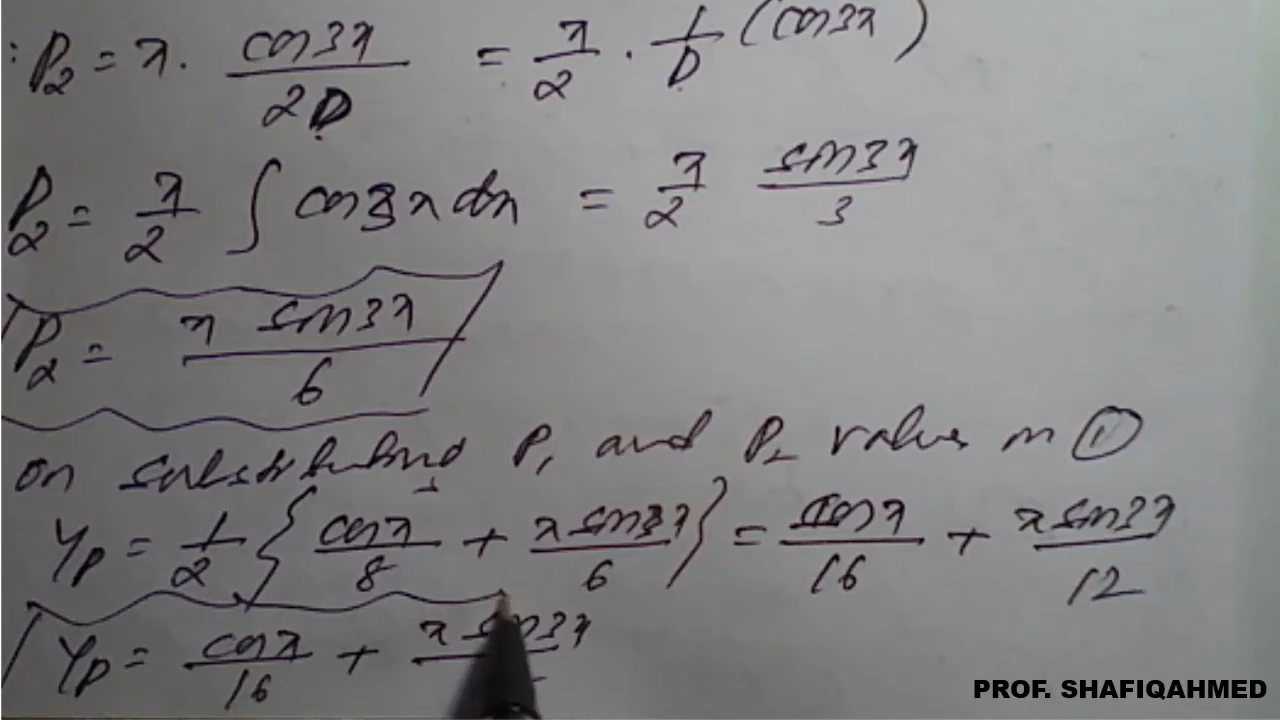 : P₂ = x · cos3x / 2D = x/2 · 1/D (cos3x)
P₂ = x/2 ∫ cos3x dx = x/2 sin3x/3
P₂ = x sin3x / 6
on substituting P₁ and P₂ value in ①
yp = 1/2 { cosx/8 + x sin3x/6 } = cosx/16 + x sin3x/12
yp = cosx/16 + x sin3x
PROF. SHAFIQAHMED